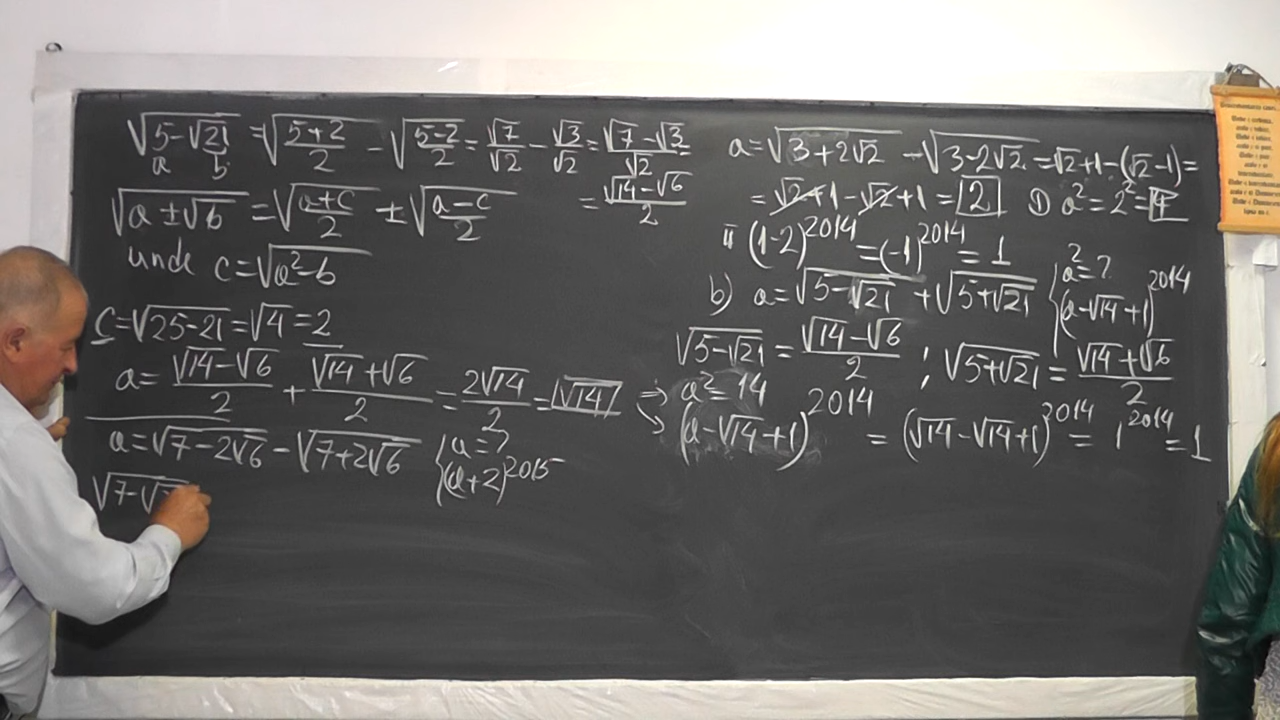 √(5-√21) = √((5+2)/2) - √((5-2)/2) = √7/√2 - √3/√2 = (√7-√3)/√2 =
a b
= (√14-√6)/2
√(a±√b) = √((a+c)/2) ± √((a-c)/2)
unde c=√(a²-b)
C=√(25-21)=√4=2
a= (√14-√6)/2 + (√14+√6)/2 = 2√14/2 = √14
a=√(7-2√6) - √(7+2√6) { a=? (a+2)^2015
√(7-√
a=√(3+2√2) - √(3-2√2) = √2+1-(√2-1)=
= √2+1-√2+1 = 2 I) a²=2²=4
II (1-2)^2014 = (-1)^2014 = 1
b) a=√(5-√21) + √(5+√21) { a²=? (a-√14+1)^2014
√(5-√21) = (√14-√6)/2 ; √(5+√21) = (√14+√6)/2
⇒ a²=14
(a-√14+1)^2014 = (√14-√14+1)^2014 = 1^2014 = 1